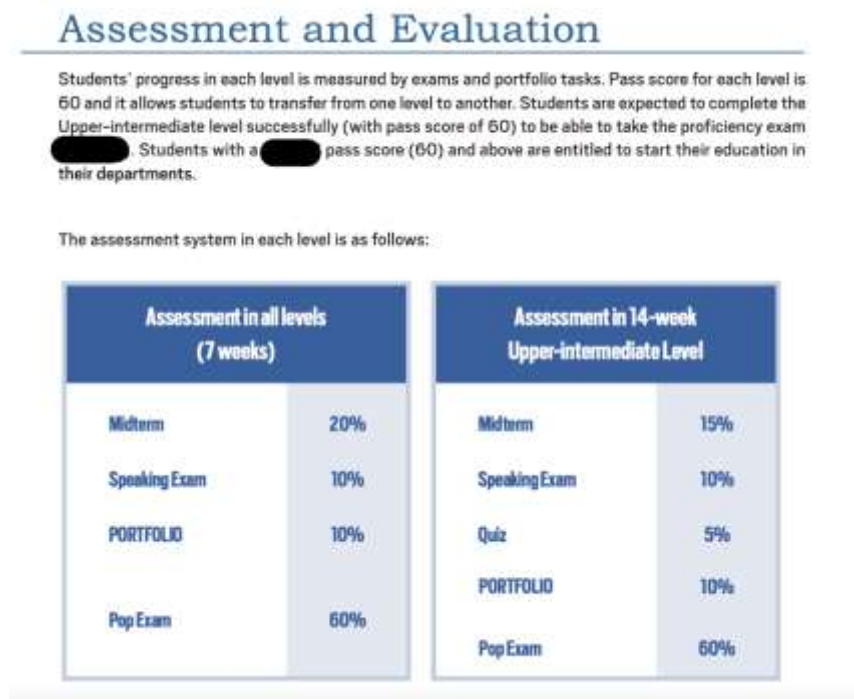 Assessment and Evaluation
Students' progress in each level is measured by exams and portfolio tasks. Pass score for each level is
60 and it allows students to transfer from one level to another. Students are expected to complete the
Upper-intermediate level successfully (with pass score of 60) to be able to take the proficiency exam
. Students with a pass score (60) and above are entitled to start their education in
their departments.
The assessment system in each level is as follows:
Assessment in all levels
(7 weeks)
Midterm 20%
Speaking Exam 10%
PORTFOLIO 10%
Pop Exam 60%
Assessment in 14-week
Upper-intermediate Level
Midterm 15%
Speaking Exam 10%
Quiz 5%
PORTFOLIO 10%
Pop Exam 60%